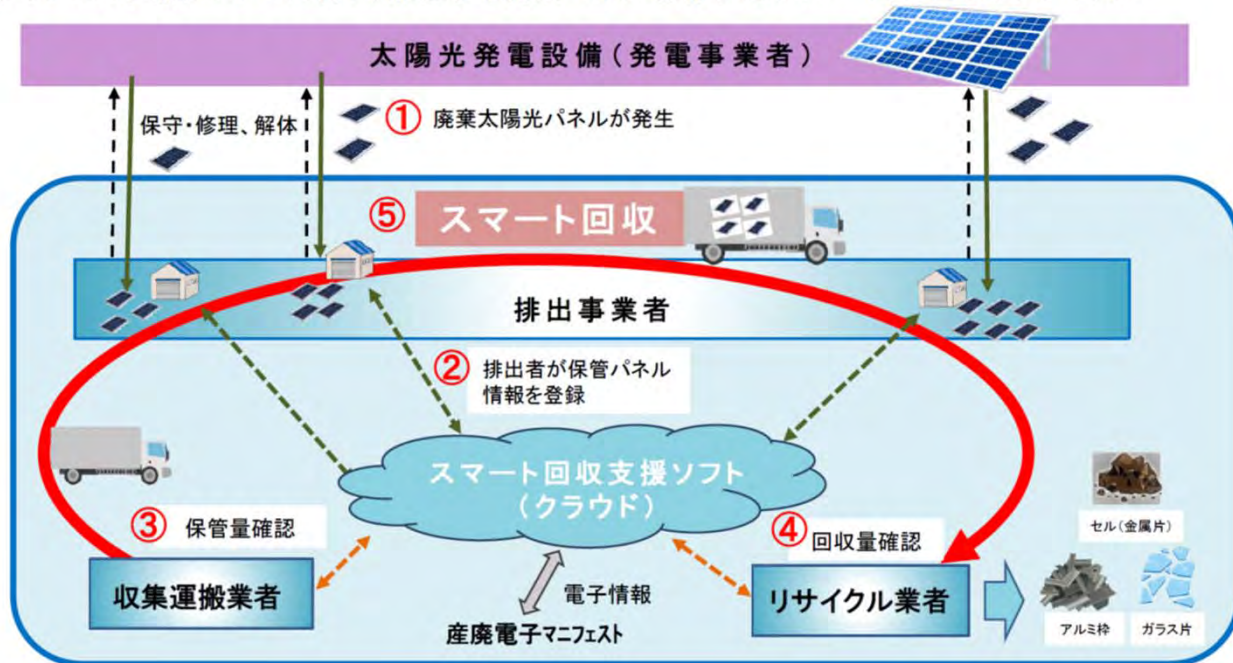 太陽光発電設備(発電事業者)
保守・修理、解体
① 廃棄太陽光パネルが発生
⑤ スマート回収
排出事業者
② 排出者が保管パネル
情報を登録
スマート回収支援ソフト
(クラウド)
③ 保管量確認
④ 回収量確認
セル(金属片)
収集運搬業者
電子情報
産廃電子マニフェスト
リサイクル業者
アルミ枠
ガラス片